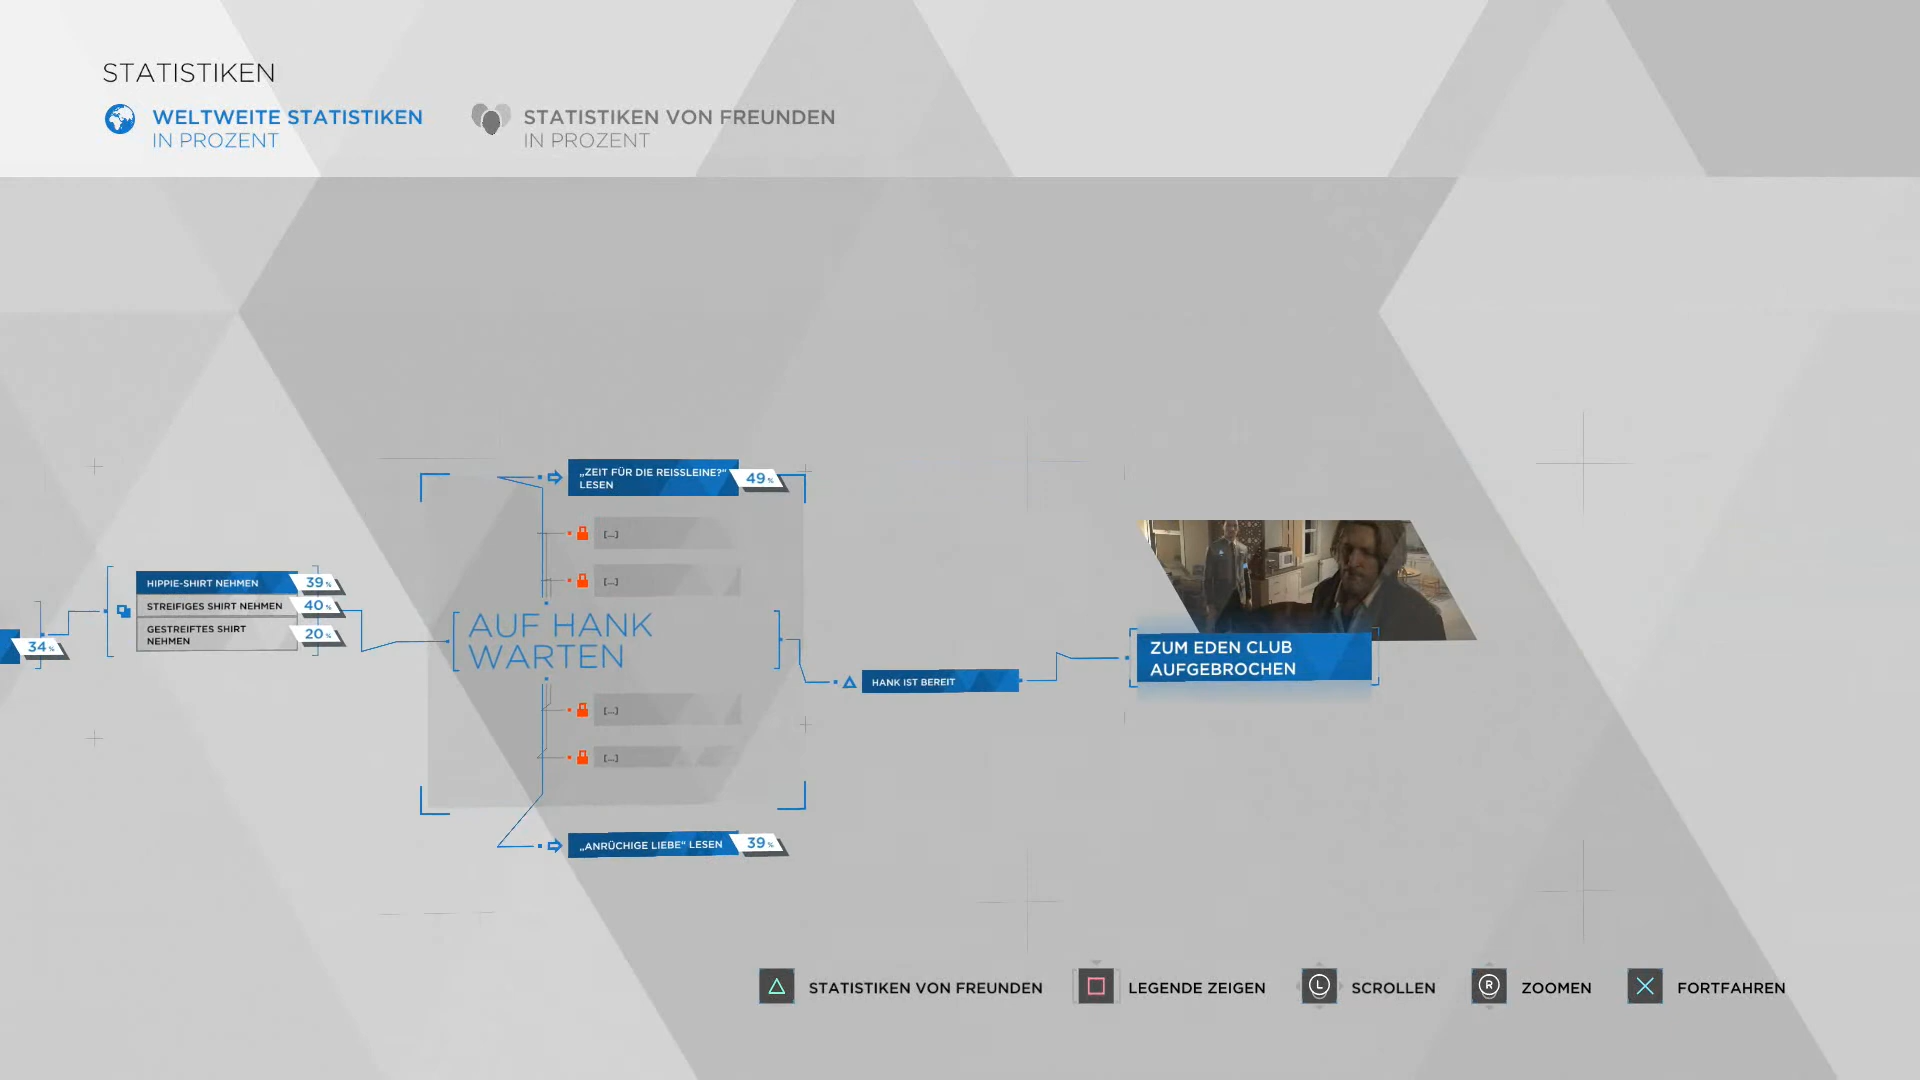 STATISTIKEN
WELTWEITE STATISTIKEN
IN PROZENT
STATISTIKEN VON FREUNDEN
IN PROZENT
34 %
HIPPIE-SHIRT NEHMEN 39 %
STREIFIGES SHIRT NEHMEN 40 %
GESTREIFTES SHIRT
NEHMEN 20 %
„ZEIT FÜR DIE REISSLEINE?“
LESEN 49 %
[...]
[...]
AUF HANK
WARTEN
[...]
[...]
„ANRÜCHIGE LIEBE“ LESEN 39 %
HANK IST BEREIT
ZUM EDEN CLUB
AUFGEBROCHEN
STATISTIKEN VON FREUNDEN
LEGENDE ZEIGEN
L SCROLLEN
R ZOOMEN
FORTFAHREN